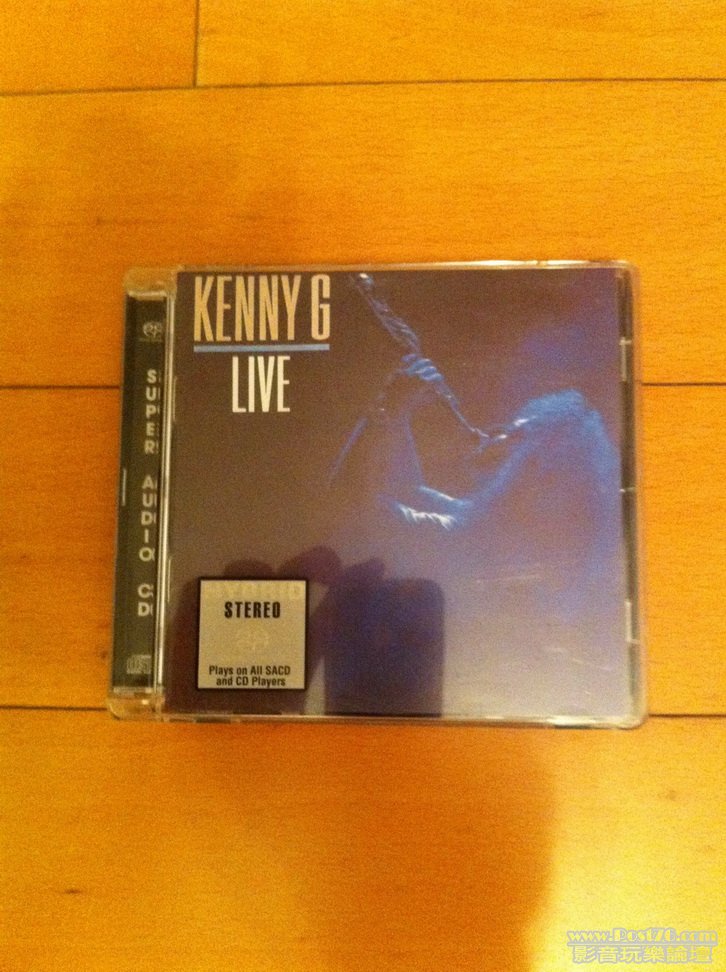 KENNY G
LIVE
SUPER
AUDIO
CD
HYBRID
STEREO
Plays on All SACD
and CD Players
www.Post76.com
影音玩樂論壇